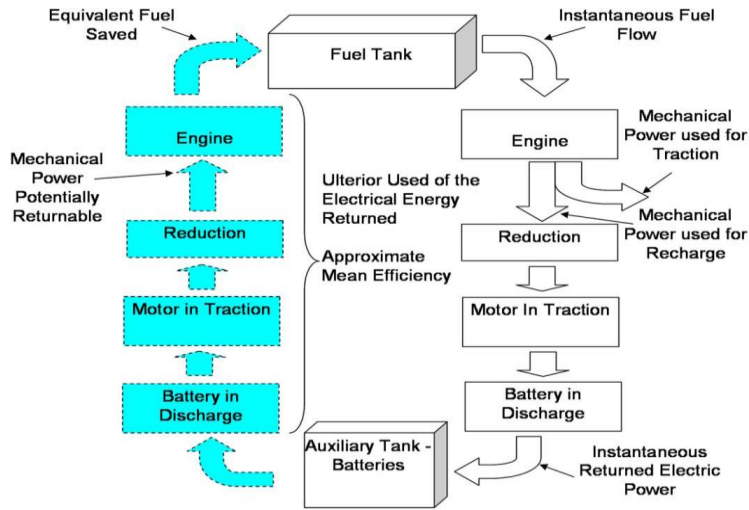 Equivalent Fuel
Saved
Fuel Tank
Instantaneous Fuel
Flow
Engine
Mechanical
Power
Potentially
Returnable
Reduction
Motor in Traction
Battery in
Discharge
Ulterior Used of the
Electrical Energy
Returned
Approximate
Mean Efficiency
Auxiliary Tank -
Batteries
Engine
Mechanical
Power used for
Traction
Mechanical
Power used for
Recharge
Reduction
Motor In Traction
Battery in
Discharge
Instantaneous
Returned Electric
Power